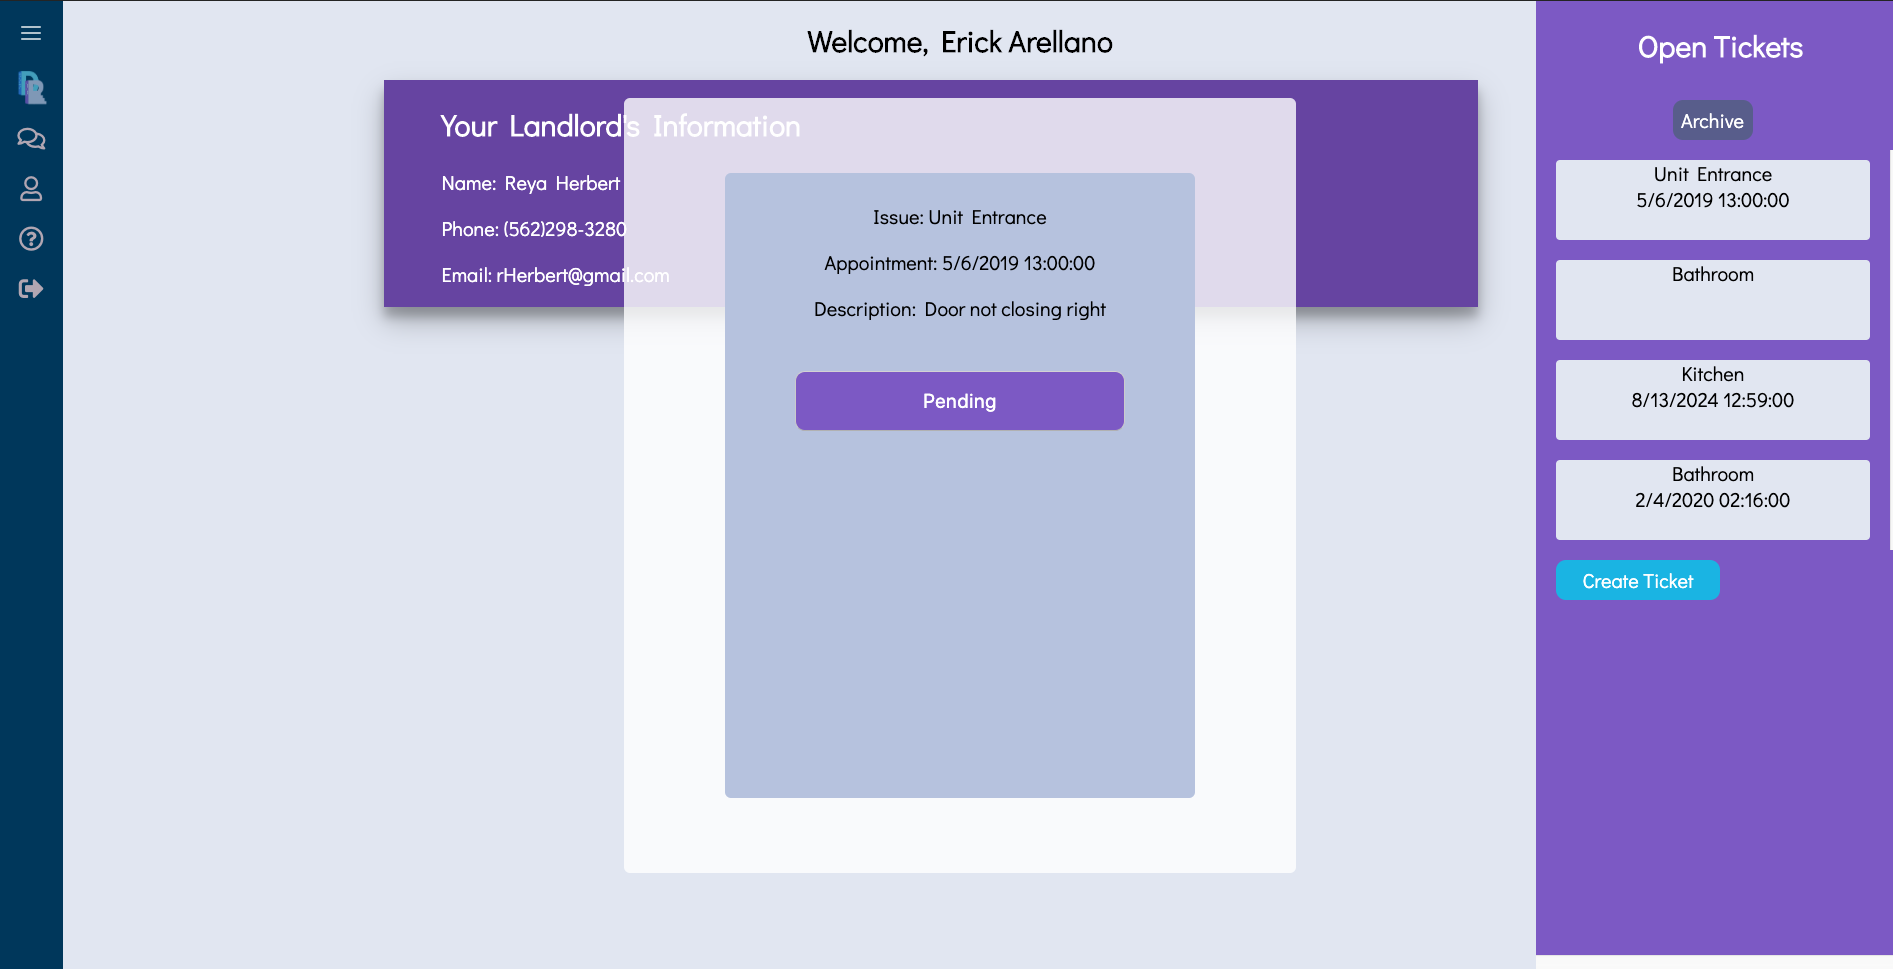 Welcome, Erick Arellano
Your Landlord's Information
Name: Reya Herbert
Phone: (562)298-3280
Email: rHerbert@gmail.com
Issue: Unit Entrance
Appointment: 5/6/2019 13:00:00
Description: Door not closing right
Pending
Open Tickets
Archive
Unit Entrance
5/6/2019 13:00:00
Bathroom
Kitchen
8/13/2024 12:59:00
Bathroom
2/4/2020 02:16:00
Create Ticket